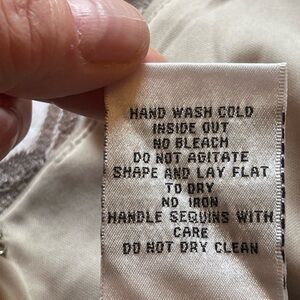 HAND WASH COLD
INSIDE OUT
NO BLEACH
DO NOT AGITATE
SHAPE AND LAY FLAT
TO DRY
NO IRON
HANDLE SEQUINS WITH
CARE
DO NOT DRY CLEAN